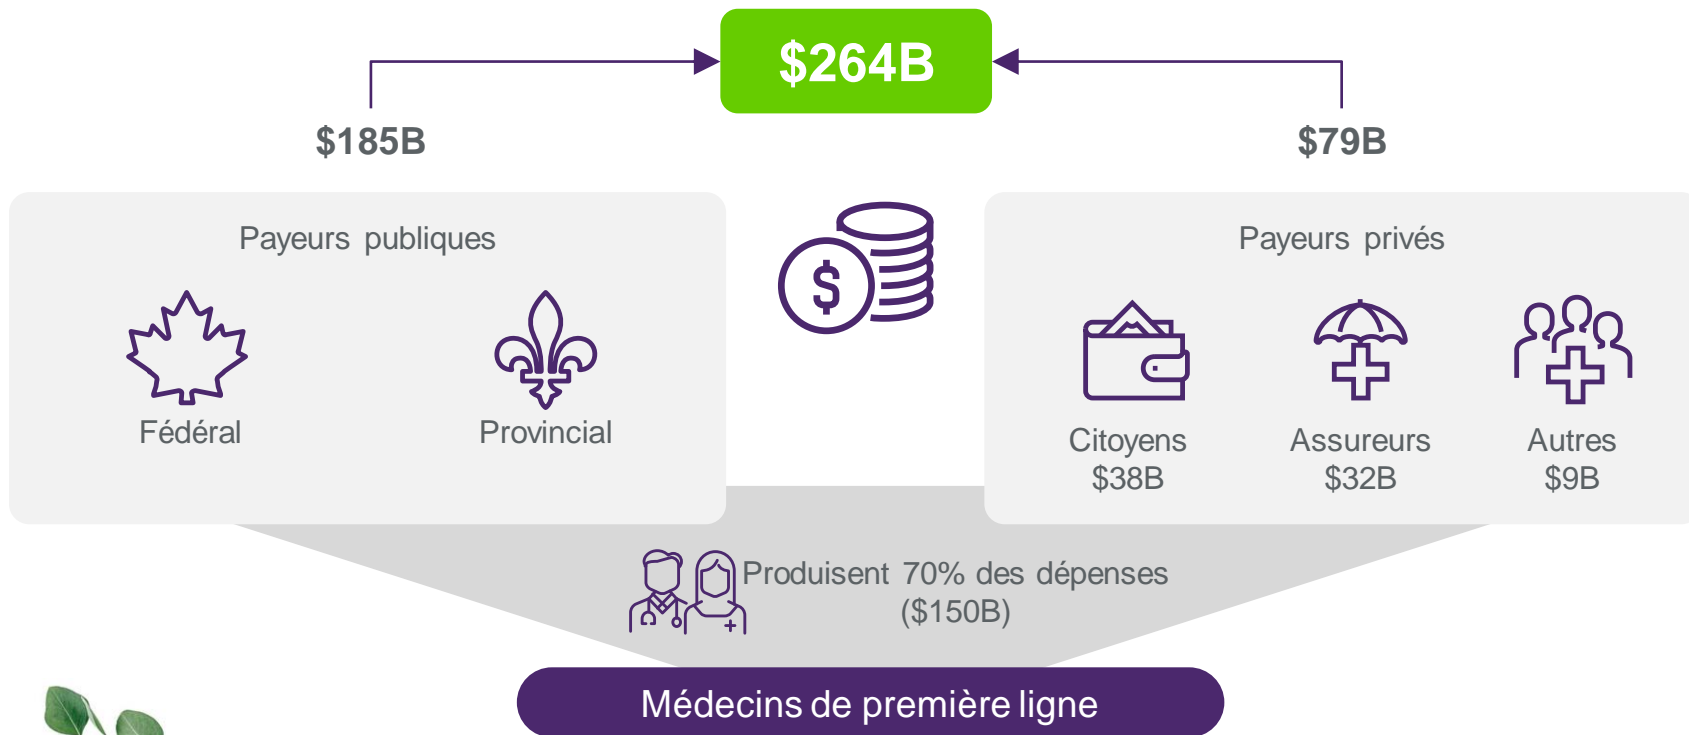 $264B
$185B
$79B
Payeurs publiques
Payeurs privés
$
Fédéral
Provincial
Citoyens
$38B
Assureurs
$32B
Autres
$9B
Produisent 70% des dépenses
($150B)
Médecins de première ligne